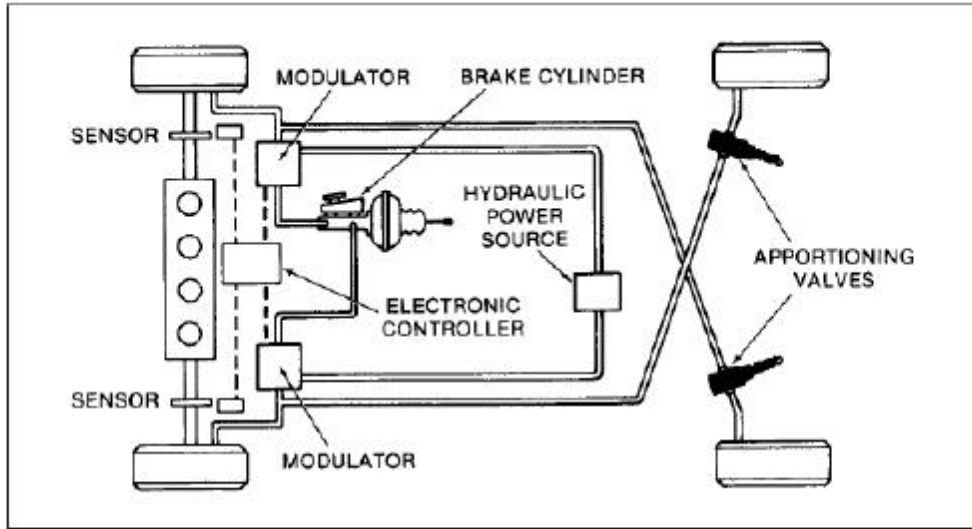 MODULATOR
BRAKE CYLINDER
SENSOR
HYDRAULIC
POWER
SOURCE
APPORTIONING
VALVES
ELECTRONIC
CONTROLLER
SENSOR
MODULATOR